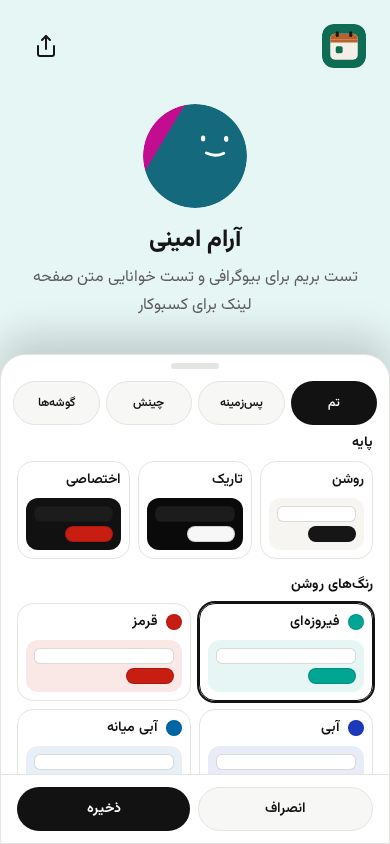 آرام امینی
تست بریم برای بیوگرافی و تست خوانایی متن صفحه
لینک برای کسبوکار
تم
پس‌زمینه
چینش
گوشه‌ها
پایه
روشن
تاریک
اختصاصی
رنگ‌های روشن
فیروزه‌ای
قرمز
آبی
آبی میانه
انصراف
ذخیره